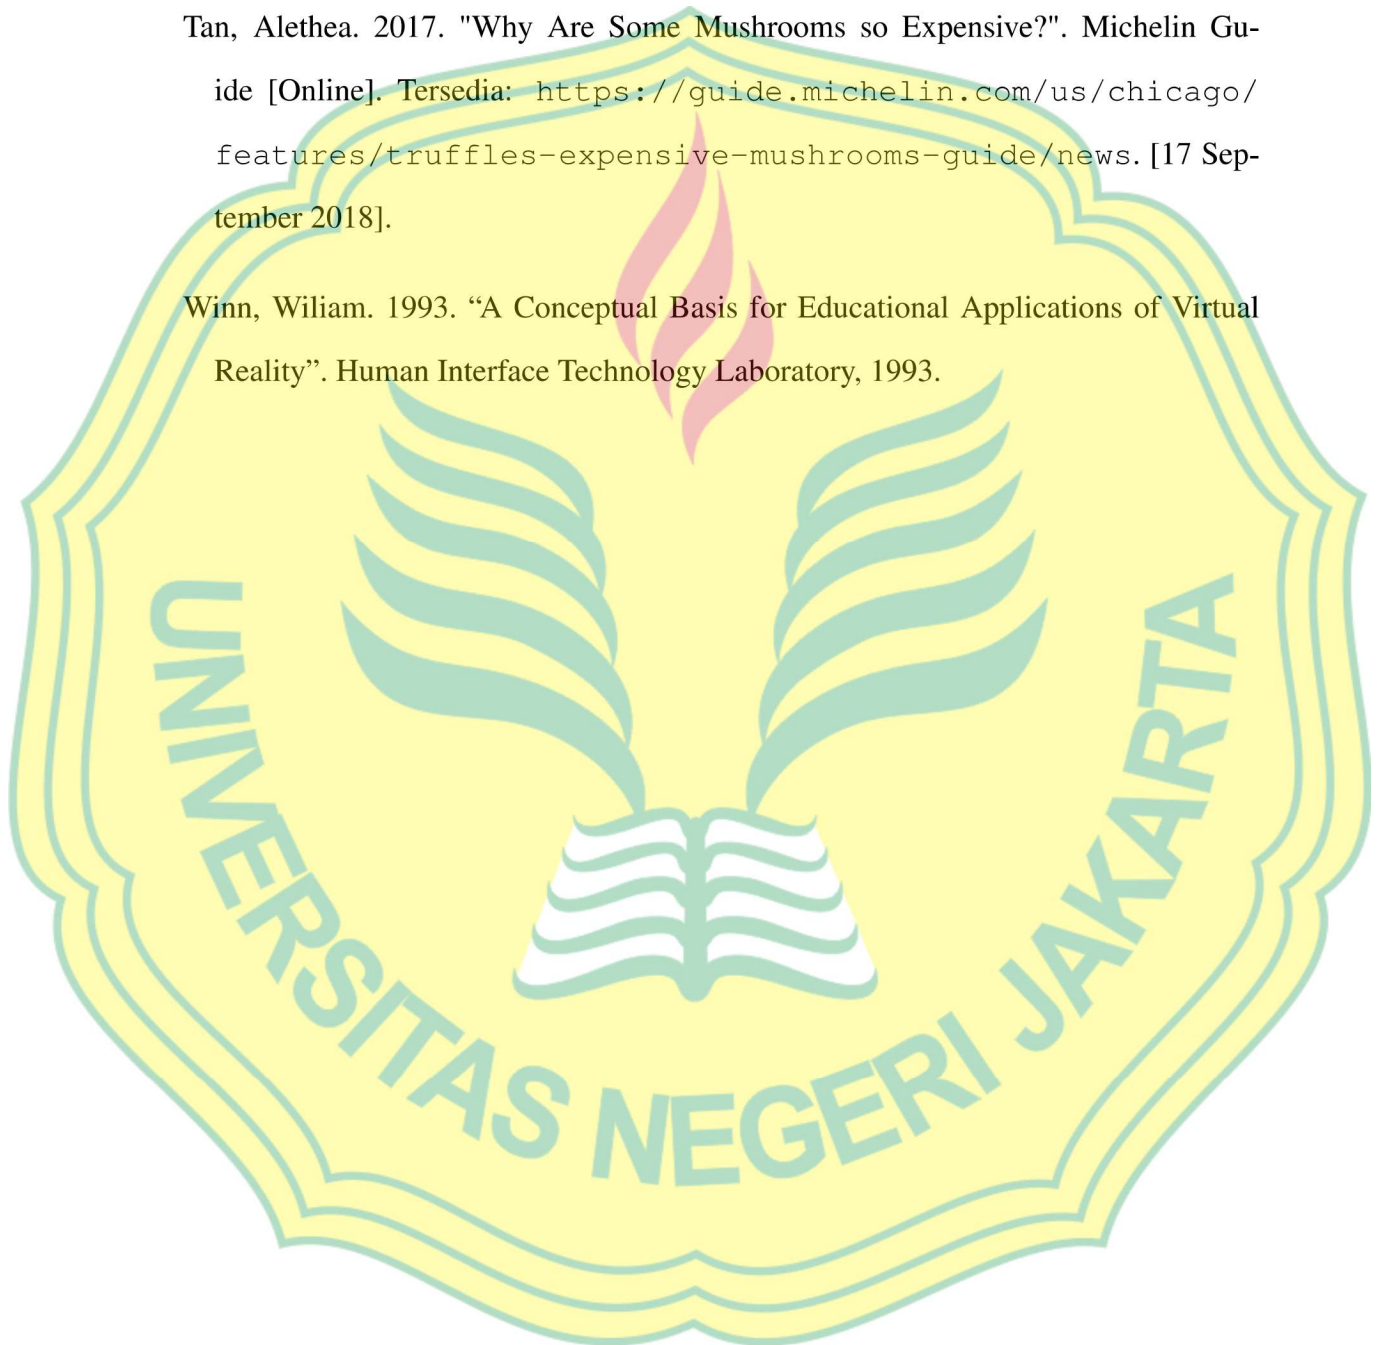 Tan, Alethea. 2017. "Why Are Some Mushrooms so Expensive?". Michelin Gu-
ide [Online]. Tersedia: https://guide.michelin.com/us/chicago/
features/truffles-expensive-mushrooms-guide/news. [17 Sep-
tember 2018].
Winn, Wiliam. 1993. “A Conceptual Basis for Educational Applications of Virtual
Reality”. Human Interface Technology Laboratory, 1993.
UNIVERSITAS NEGERI JAKARTA